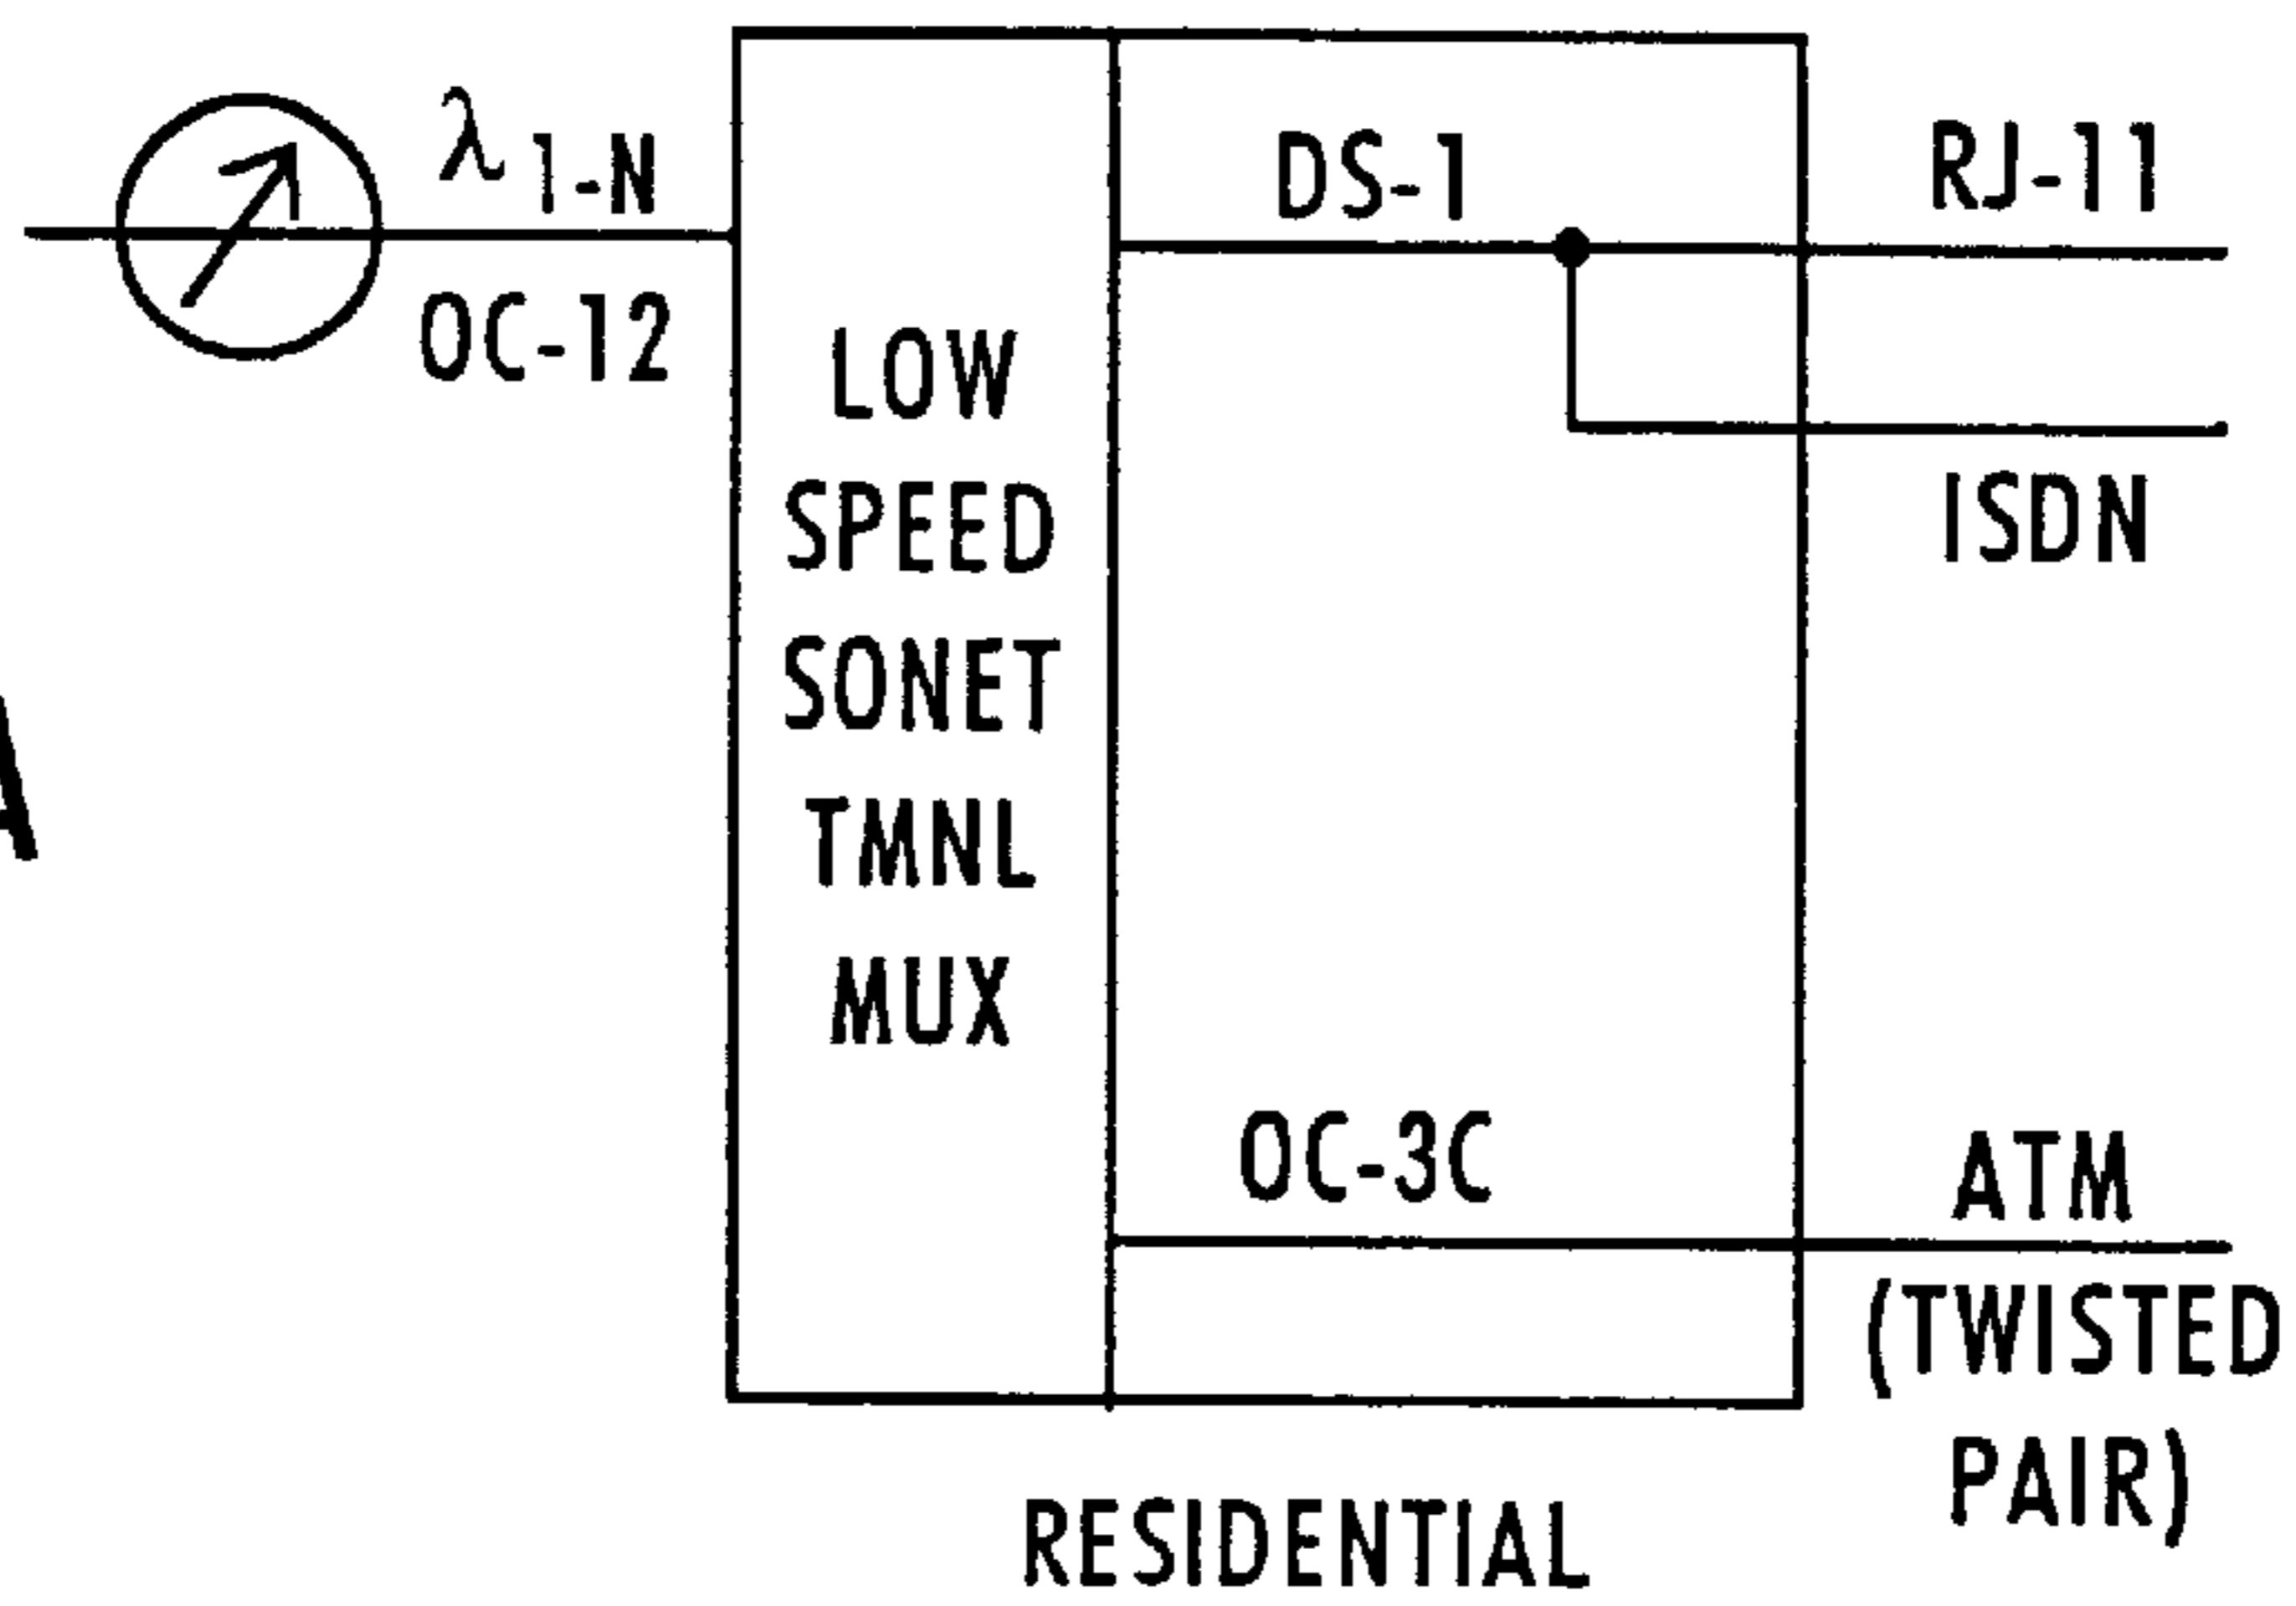 λ 1-N
OC-12
DS-1
RJ-11
ISDN
LOW
SPEED
SONET
TMNL
MUX
A
OC-3C
ATM
(TWISTED
PAIR)
RESIDENTIAL